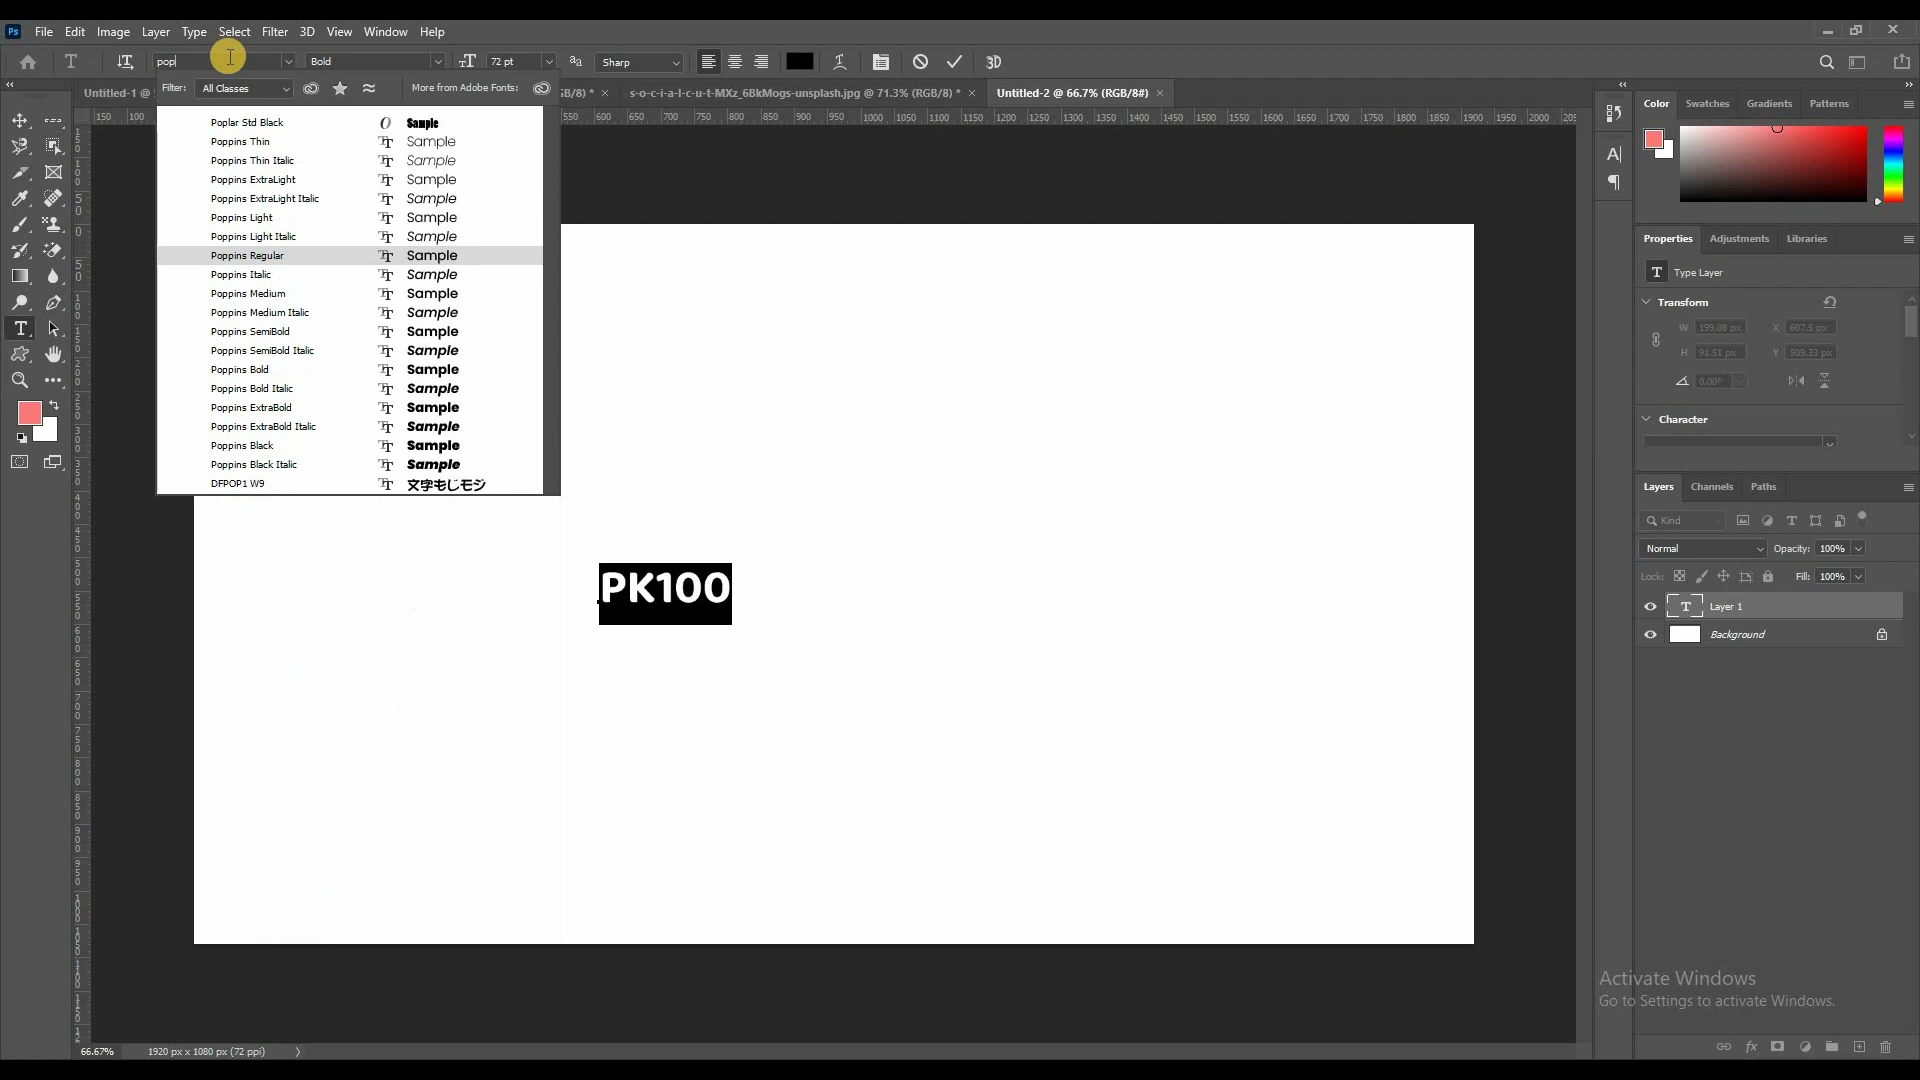 Ps File Edit Image Layer Type Select Filter 3D View Window Help
pop Bold 72 pt Sharp 3D
Filter: All Classes More from Adobe Fonts:
Untitled-1 @ GB/8) * × s-o-c-i-a-l-c-u-t-MXz_6BkMogs-unsplash.jpg @ 71.3% (RGB/8) * × Untitled-2 @ 66.7% (RGB/8#) ×
150 100 550 600 650 700 750 800 850 900 950 1000 1050 1100 1150 1200 1250 1300 1350 1400 1450 1500 1550 1600 1650 1700 1750 1800 1850 1900 1950 2000 205
Poplar Std Black Sample
Poppins Thin Sample
Poppins Thin Italic Sample
Poppins ExtraLight Sample
Poppins ExtraLight Italic Sample
Poppins Light Sample
Poppins Light Italic Sample
Poppins Regular Sample
Poppins Italic Sample
Poppins Medium Sample
Poppins Medium Italic Sample
Poppins SemiBold Sample
Poppins SemiBold Italic Sample
Poppins Bold Sample
Poppins Bold Italic Sample
Poppins ExtraBold Sample
Poppins ExtraBold Italic Sample
Poppins Black Sample
Poppins Black Italic Sample
DFPOP1 W9 文字もじモジ
PK100
Color Swatches Gradients Patterns
Properties Adjustments Libraries
Type Layer
Transform
W 199.08 px X 607.5 px
H 91.51 px Y 509.33 px
0.00°
Character
Layers Channels Paths
Kind
Normal Opacity: 100%
Lock: Fill: 100%
Layer 1
Background
Activate Windows
Go to Settings to activate Windows.
66.67% 1920 px x 1080 px (72 ppi)